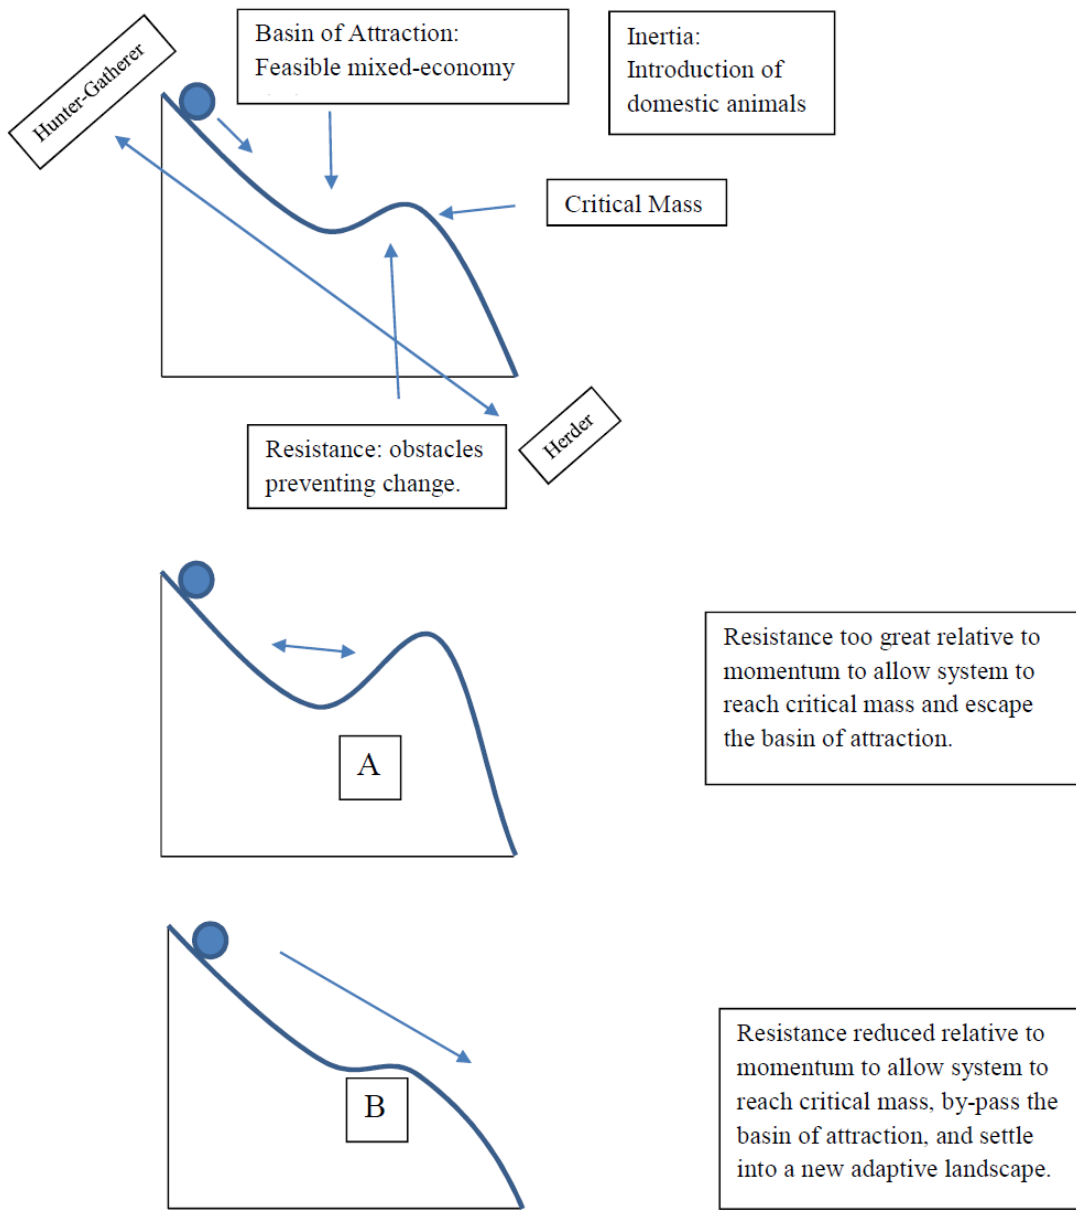 Hunter-Gatherer
Basin of Attraction:
Feasible mixed-economy
Inertia:
Introduction of
domestic animals
Critical Mass
Resistance: obstacles
preventing change.
Herder
A
Resistance too great relative to
momentum to allow system to
reach critical mass and escape
the basin of attraction.
B
Resistance reduced relative to
momentum to allow system to
reach critical mass, by-pass the
basin of attraction, and settle
into a new adaptive landscape.